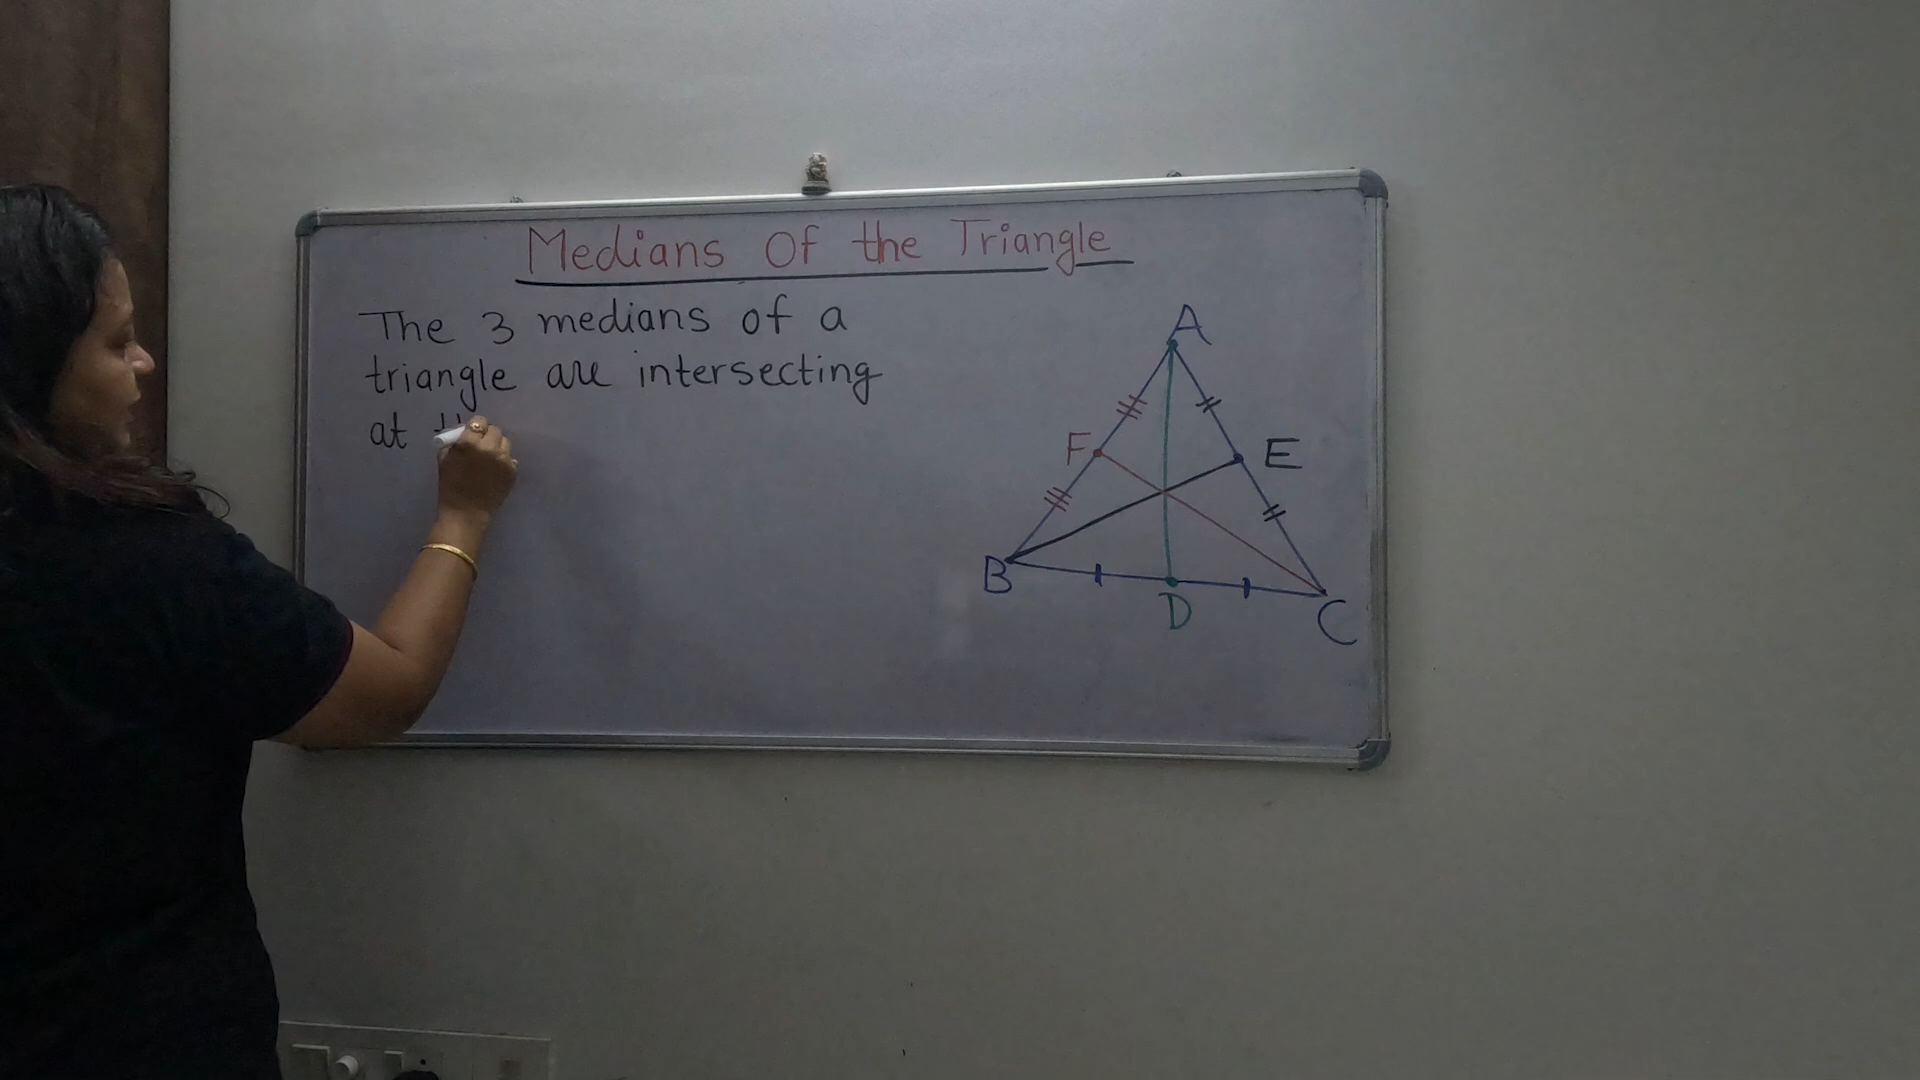 Medians Of the Triangle
The 3 medians of a
triangle are intersecting
at
A
F
E
B
D
C